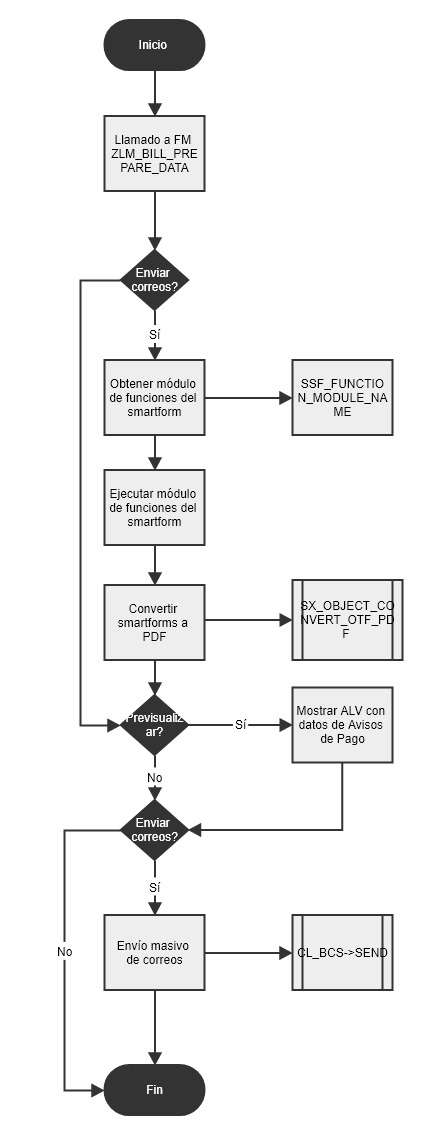 Inicio
Llamado a FM
ZLM_BILL_PRE
PARE_DATA
Enviar
correos?
Sí
Obtener módulo
de funciones del
smartform
SSF_FUNCTIO
N_MODULE_NA
ME
Ejecutar módulo
de funciones del
smartform
Convertir
smartforms a
PDF
SX_OBJECT_CO
NVERT_OTF_PD
F
Previsualiz
ar?
Sí
Mostrar ALV con
datos de Avisos
de Pago
No
Enviar
correos?
Sí
No
Envío masivo
de correos
CL_BCS->SEND
Fin